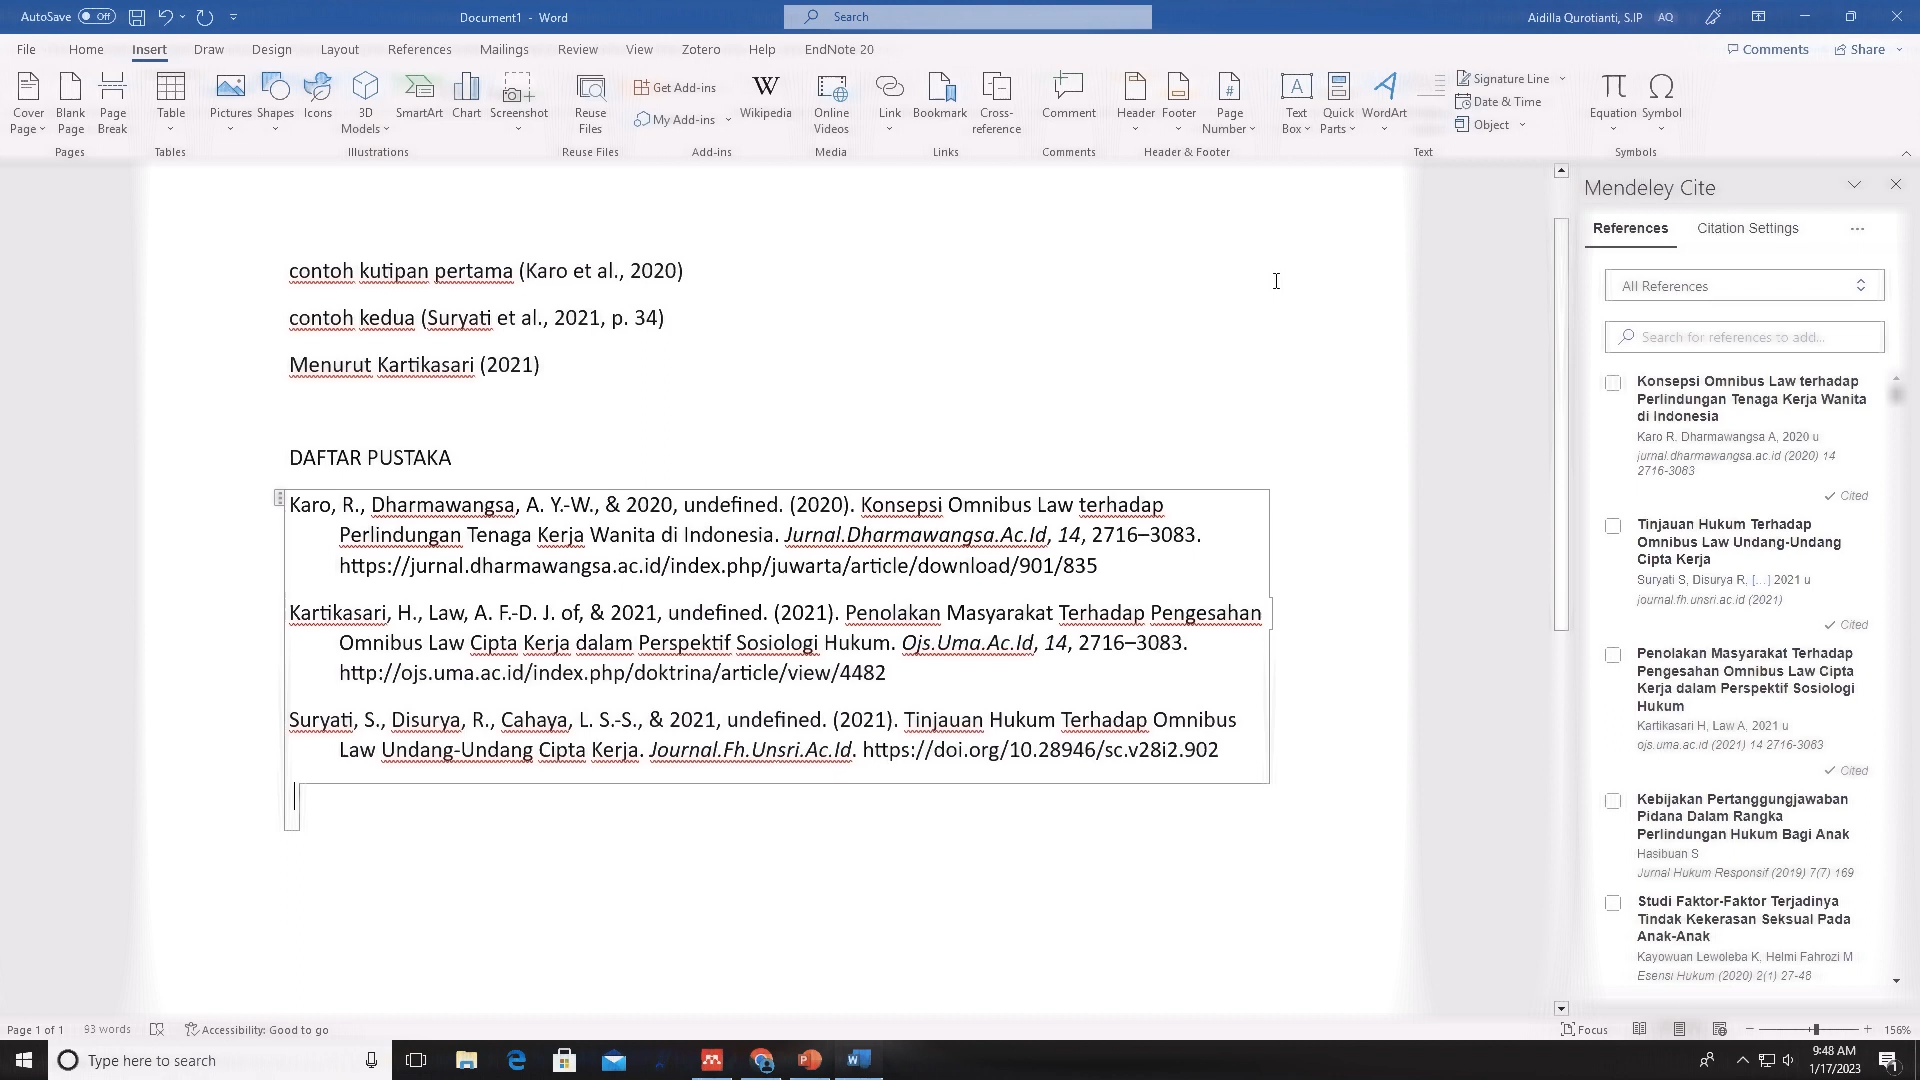 AutoSave Off
Document1 - Word
Search
Aidilla Qurotianti, S.IP AQ
File Home Insert Draw Design Layout References Mailings Review View Zotero Help EndNote 20
Comments Share
Cover Page
Blank Page
Page Break
Pages
Table
Tables
Pictures
Shapes
Icons
3D Models
SmartArt
Chart
Screenshot
Illustrations
Reuse Files
Reuse Files
Get Add-ins
My Add-ins
Wikipedia
Add-ins
Online Videos
Media
Link
Bookmark
Cross-reference
Links
Comment
Comments
Header
Footer
Page Number
Header & Footer
Text Box
Quick Parts
WordArt
Signature Line
Date & Time
Object
Text
Equation
Symbol
Symbols
contoh kutipan pertama (Karo et al., 2020)
contoh kedua (Suryati et al., 2021, p. 34)
Menurut Kartikasari (2021)
DAFTAR PUSTAKA
Karo, R., Dharmawangsa, A. Y.-W., & 2020, undefined. (2020). Konsepsi Omnibus Law terhadap
Perlindungan Tenaga Kerja Wanita di Indonesia. Jurnal.Dharmawangsa.Ac.Id, 14, 2716–3083.
https://jurnal.dharmawangsa.ac.id/index.php/juwarta/article/download/901/835
Kartikasari, H., Law, A. F.-D. J. of, & 2021, undefined. (2021). Penolakan Masyarakat Terhadap Pengesahan
Omnibus Law Cipta Kerja dalam Perspektif Sosiologi Hukum. Ojs.Uma.Ac.Id, 14, 2716–3083.
http://ojs.uma.ac.id/index.php/doktrina/article/view/4482
Suryati, S., Disurya, R., Cahaya, L. S.-S., & 2021, undefined. (2021). Tinjauan Hukum Terhadap Omnibus
Law Undang-Undang Cipta Kerja. Journal.Fh.Unsri.Ac.Id. https://doi.org/10.28946/sc.v28i2.902
Mendeley Cite
References Citation Settings ...
All References
Search for references to add...
Konsepsi Omnibus Law terhadap
Perlindungan Tenaga Kerja Wanita
di Indonesia
Karo R. Dharmawangsa A, 2020 u
jurnal.dharmawangsa.ac.id (2020) 14
2716-3083
Cited
Tinjauan Hukum Terhadap
Omnibus Law Undang-Undang
Cipta Kerja
Suryati S, Disurya R, [...] 2021 u
journal.fh.unsri.ac.id (2021)
Cited
Penolakan Masyarakat Terhadap
Pengesahan Omnibus Law Cipta
Kerja dalam Perspektif Sosiologi
Hukum
Kartikasari H, Law A, 2021 u
ojs.uma.ac.id (2021) 14 2716-3083
Cited
Kebijakan Pertanggungjawaban
Pidana Dalam Rangka
Perlindungan Hukum Bagi Anak
Hasibuan S
Jurnal Hukum Responsif (2019) 7(7) 169
Studi Faktor-Faktor Terjadinya
Tindak Kekerasan Seksual Pada
Anak-Anak
Kayowuan Lewoleba K, Helmi Fahrozi M
Esensi Hukum (2020) 2(1) 27-48
Page 1 of 1 93 words Accessibility: Good to go
Focus 156%
Type here to search
9:48 AM
1/17/2023